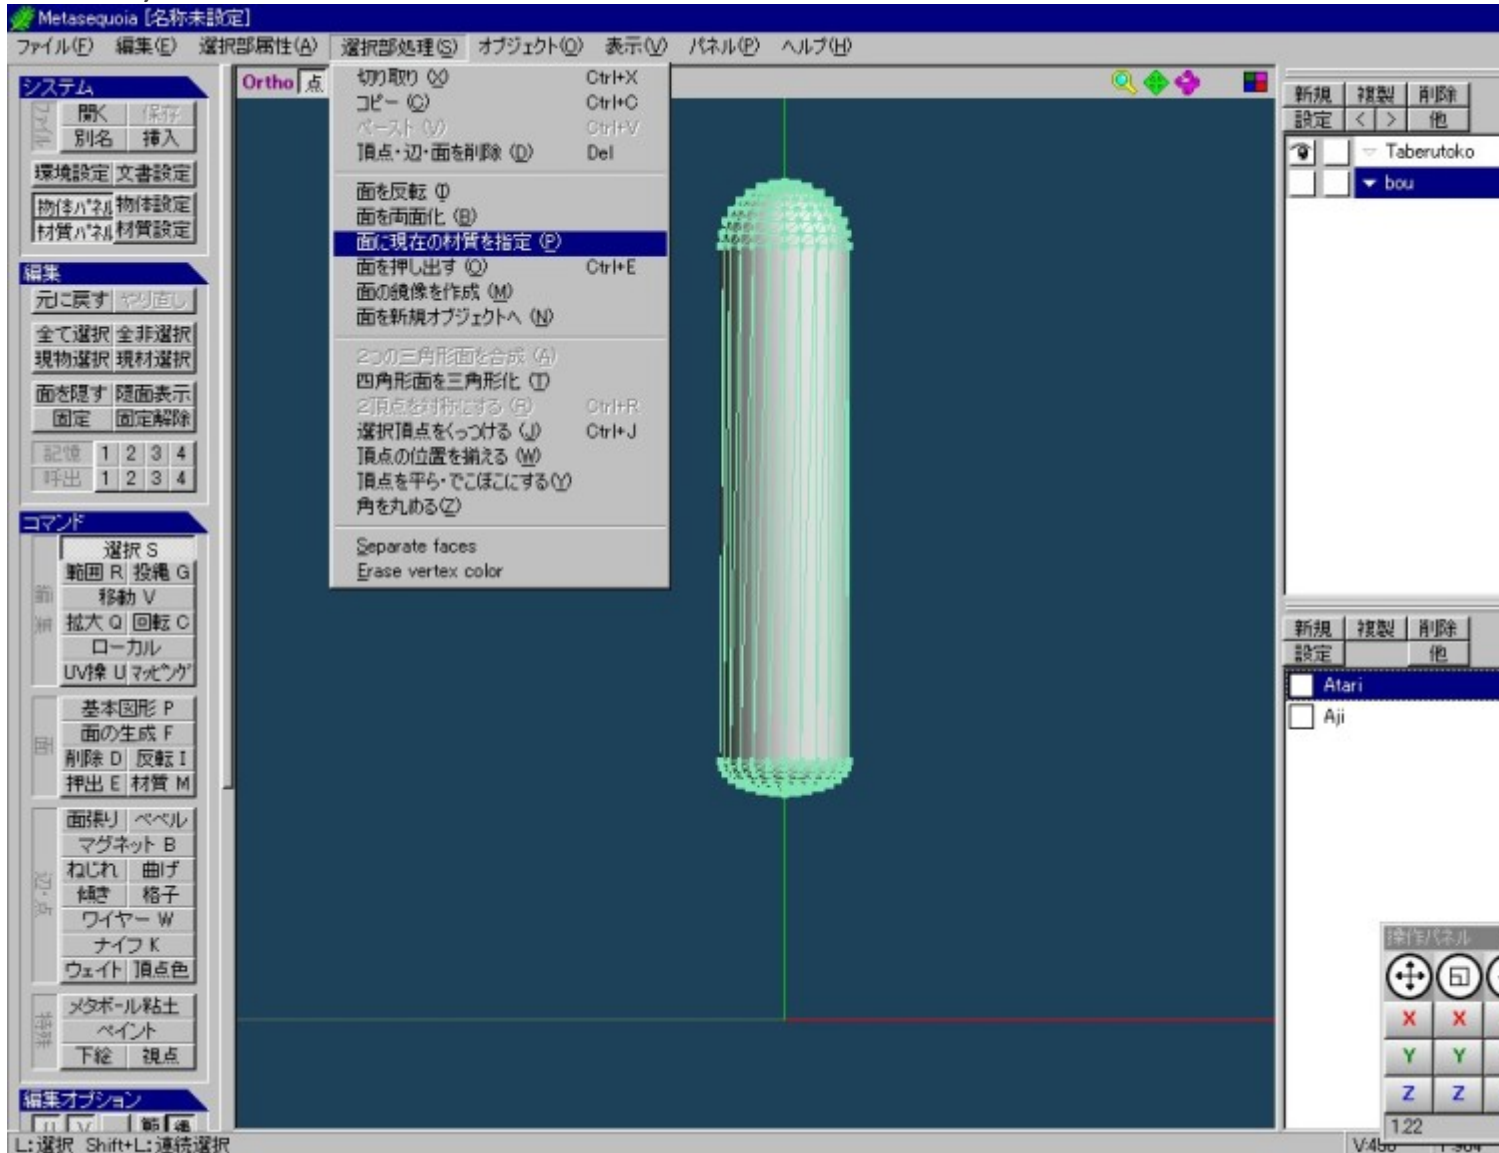 Metasequoia [名称未設定]
ファイル(F) 編集(E) 選択部属性(A) 選択部処理(S) オブジェクト(O) 表示(V) パネル(P) ヘルプ(H)
システム
ファイル
開く 保存
別名 挿入
環境設定 文書設定
物体パネル 物体設定
材質パネル 材質設定
編集
元に戻す やり直し
全て選択 全非選択
現物選択 現材選択
面を隠す 隠面表示
固定 固定解除
記憶 1 2 3 4
呼出 1 2 3 4
コマンド
選択 S
範囲 R 投縄 G
移動 V
拡大 Q 回転 C
ローカル
UV操 U マッピング
面
基本図形 P
面の生成 F
削除 D 反転 I
押出 E 材質 M
辺・点
面張り ベベル
マグネット B
ねじれ 曲げ
傾き 格子
ワイヤー W
ナイフ K
ウェイト 頂点色
特殊
メタボール粘土
ペイント
下絵 視点
編集オプション
L:選択 Shift+L:連続選択
Ortho 点
切り取り (X) Ctrl+X
コピー (C) Ctrl+C
ペースト (V) Ctrl+V
頂点・辺・面を削除 (D) Del
面を反転 (I)
面を両面化 (B)
面に現在の材質を指定 (P)
面を押し出す (O) Ctrl+E
面の鏡像を作成 (M)
面を新規オブジェクトへ (N)
2つの三角形面を合成 (A)
四角形面を三角形化 (T)
2頂点を対称にする (R) Ctrl+R
選択頂点をくっつける (J) Ctrl+J
頂点の位置を揃える (W)
頂点を平ら・でこぼこにする(Y)
角を丸める(Z)
Separate faces
Erase vertex color
新規 複製 削除
設定 < > 他
Taberutoko
bou
新規 複製 削除
設定 他
Atari
Aji
操作パネル
X X
Y Y
Z Z
1.22